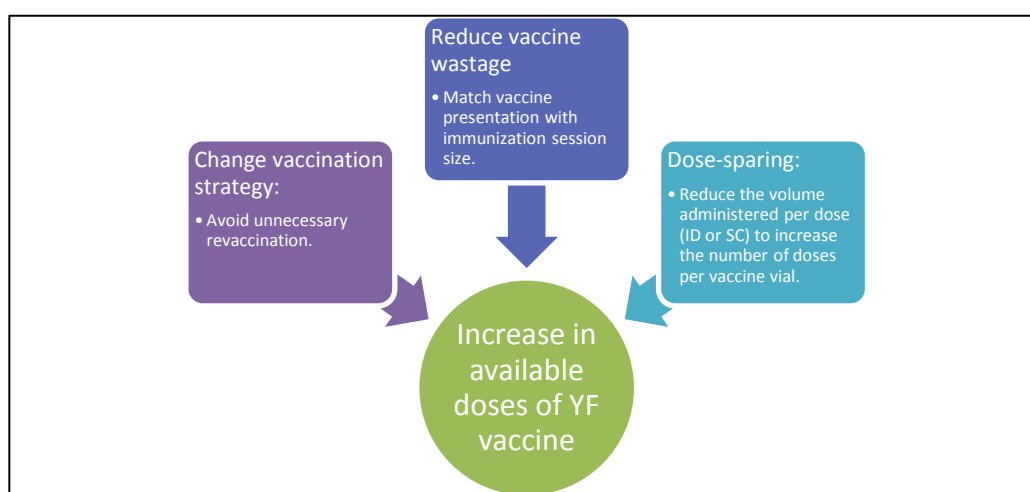 Reduce vaccine
wastage
• Match vaccine
presentation with
immunization session
size.
Change vaccination
strategy:
• Avoid unnecessary
revaccination.
Dose-sparing:
• Reduce the volume
administered per dose
(ID or SC) to increase
the number of doses
per vaccine vial.
Increase in
available
doses of YF
vaccine